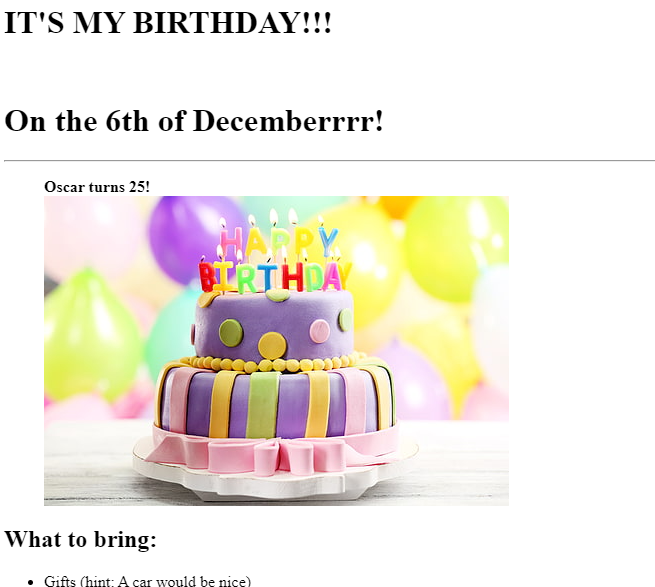 IT'S MY BIRTHDAY!!!
On the 6th of Decemberrrr!
Oscar turns 25!
HAPPY
BIRTHDAY
What to bring:
Gifts (hint: A car would be nice)